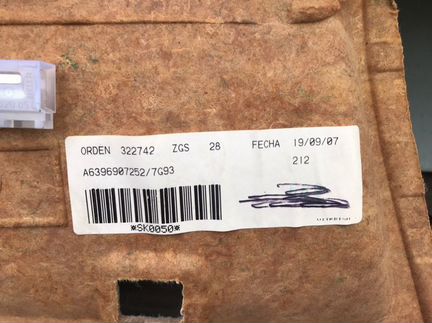 ORDEN 322742 ZGS 28 FECHA 19/09/07
212
A6396907252/7G93
*SK0050*